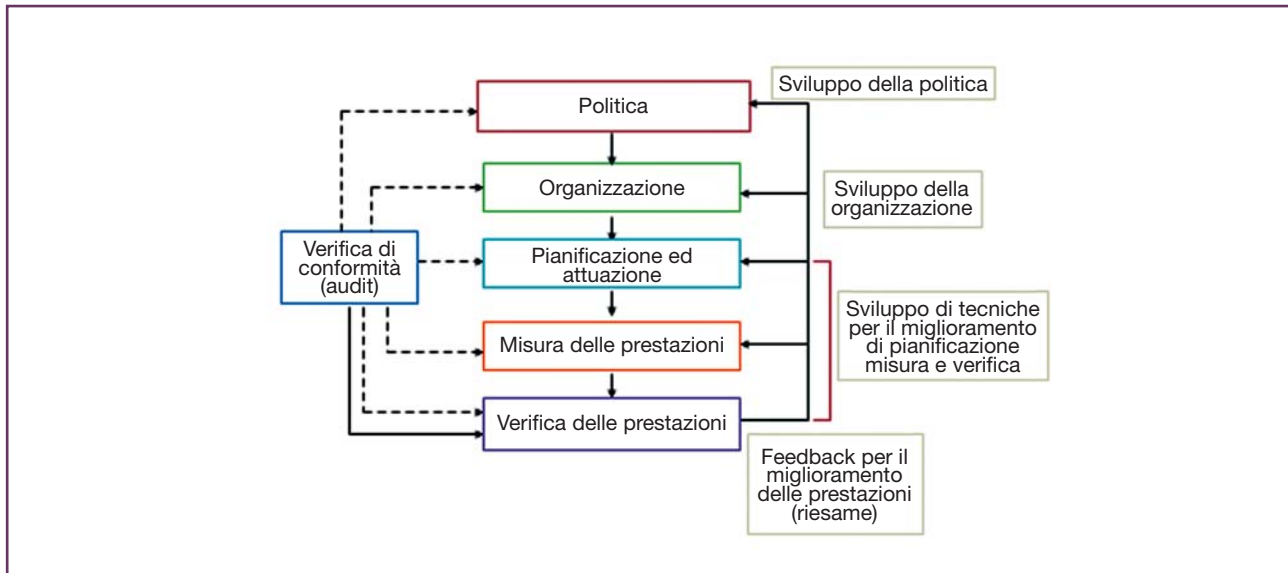 Sviluppo della politica
Politica
Organizzazione
Sviluppo della
organizzazione
Verifica di
conformità
(audit)
Pianificazione ed
attuazione
Sviluppo di tecniche
per il miglioramento
di pianificazione
misura e verifica
Misura delle prestazioni
Verifica delle prestazioni
Feedback per il
miglioramento
delle prestazioni
(riesame)